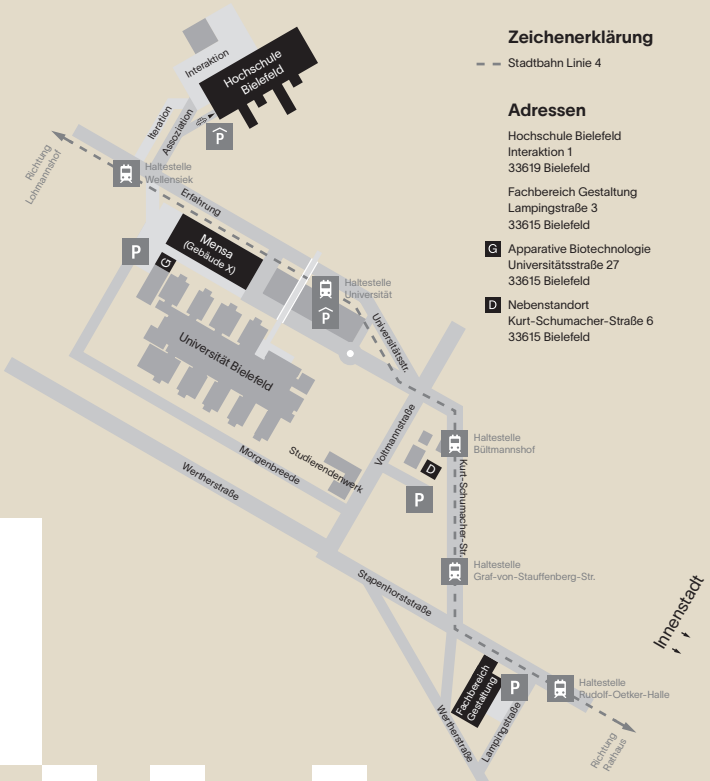 Zeichenerklärung
Stadtbahn Linie 4
Adressen
Hochschule Bielefeld
Interaktion 1
33619 Bielefeld
Fachbereich Gestaltung
Lampingstraße 3
33615 Bielefeld
G Apparative Biotechnologie
Universitätsstraße 27
33615 Bielefeld
D Nebenstandort
Kurt-Schumacher-Straße 6
33615 Bielefeld
Interaktion
Hochschule
Bielefeld
Iteration
Assoziation
P
Richtung
Lohmannshof
Haltestelle
Wellensiek
Erfahrung
P
G
Mensa
(Gebäude X)
Haltestelle
Universität
P
Universitätsstr.
Universität Bielefeld
Voltmannstraße
Haltestelle
Bültmannshof
Studierendenwerk
Morgenbreede
Wertherstraße
D
P
Kurt-Schumacher-Str.
Haltestelle
Graf-von-Stauffenberg-Str.
Stapenhorststraße
Innenstadt
Fachbereich
Gestaltung
P
Haltestelle
Rudolf-Oetker-Halle
Wertherstraße
Lampingstraße
Richtung
Rathaus